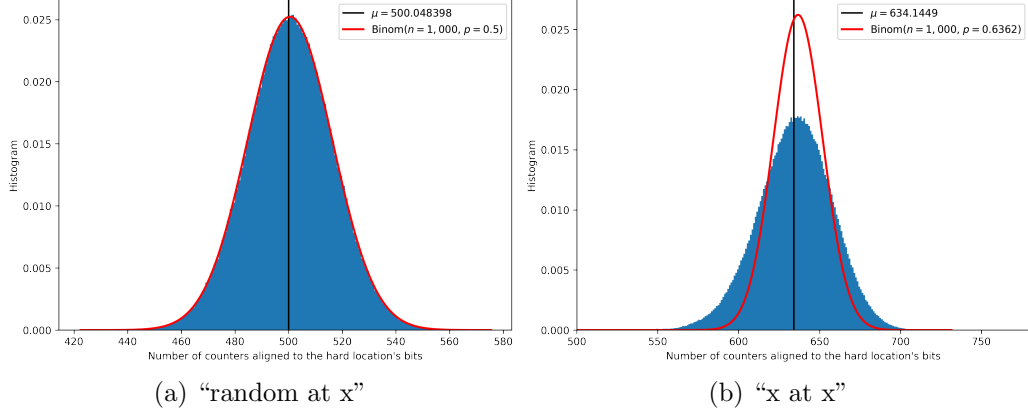 μ = 500.048398
Binom(n = 1, 000, p = 0.5)
0.025
0.020
0.015
0.010
0.005
0.000
Histogram
420 440 460 480 500 520 540 560 580
Number of counters aligned to the hard location's bits
(a) “random at x”
μ = 634.1449
Binom(n = 1, 000, p = 0.6362)
0.025
0.020
0.015
0.010
0.005
0.000
Histogram
500 550 600 650 700 750
Number of counters aligned to the hard location's bits
(b) “x at x”